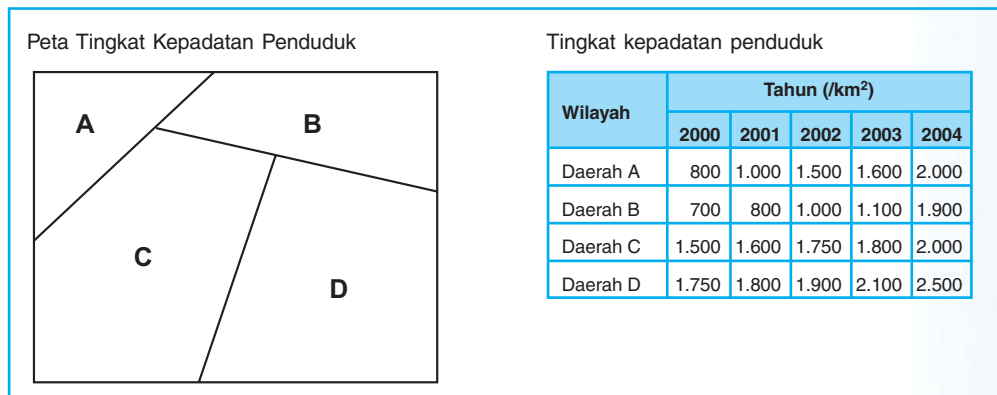 Peta Tingkat Kepadatan Penduduk
A
B
C
D
Tingkat kepadatan penduduk
Wilayah
Tahun (/km²)
2000 2001 2002 2003 2004
Daerah A 800 1.000 1.500 1.600 2.000
Daerah B 700 800 1.000 1.100 1.900
Daerah C 1.500 1.600 1.750 1.800 2.000
Daerah D 1.750 1.800 1.900 2.100 2.500